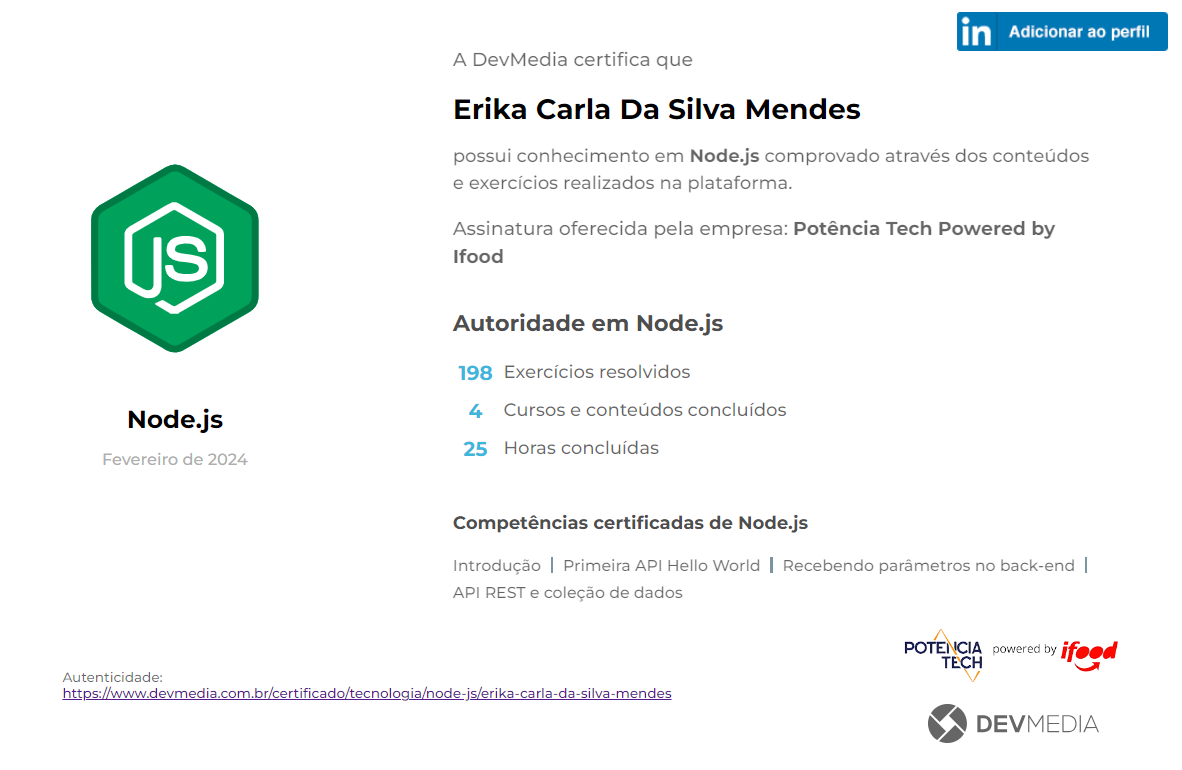 in Adicionar ao perfil
A DevMedia certifica que
Erika Carla Da Silva Mendes
possui conhecimento em Node.js comprovado através dos conteúdos
e exercícios realizados na plataforma.
Assinatura oferecida pela empresa: Potência Tech Powered by
Ifood
JS
Node.js
Fevereiro de 2024
Autoridade em Node.js
198 Exercícios resolvidos
4 Cursos e conteúdos concluídos
25 Horas concluídas
Competências certificadas de Node.js
Introdução | Primeira API Hello World | Recebendo parâmetros no back-end |
API REST e coleção de dados
POTENCIA
TECH
powered by ifood
Autenticidade:
https://www.devmedia.com.br/certificado/tecnologia/node-js/erika-carla-da-silva-mendes
DEVMEDIA